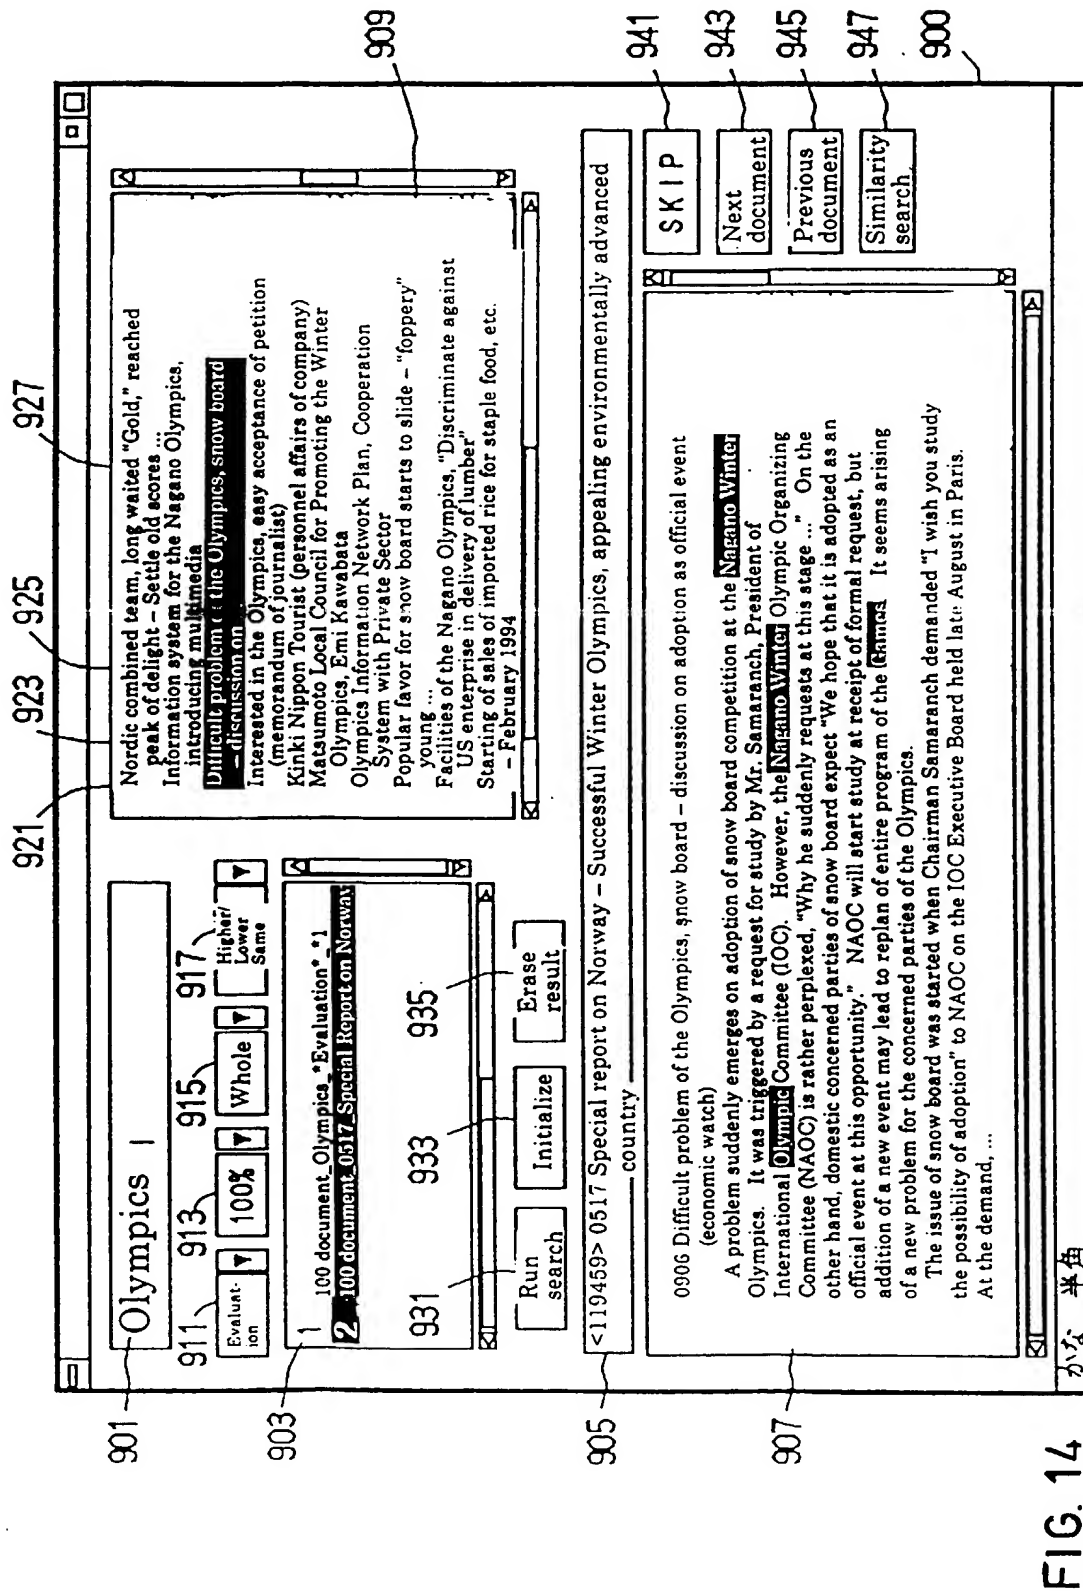 921 923 925 927
901
Olympics
911 913 915 917
Evaluat-
ion
100%
Whole
Higher/
Lower
Same
903
1 100 document_Olympics_*Evaluation*_*1
2 100 document_0517_Special Report on Norway
931 933 935
Run
search
Initialize
Erase
result
Nordic combined team, long waited "Gold," reached
peak of delight – Settle old scores ...
Information system for the Nagano Olympics,
introducing multimedia
Difficult problem of the Olympics, snow board
– discussion on ...
Interested in the Olympics, easy acceptance of petition
(memorandum of journalist)
Kinki Nippon Tourist (personnel affairs of company)
Matsumoto Local Council for Promoting the Winter
Olympics, Emi Kawabata
Olympics Information Network Plan, Cooperation
System with Private Sector
Popular favor for snow board starts to slide – "foppery"
young ...
Facilities of the Nagano Olympics, "Discriminate against
US enterprise in delivery of lumber"
Starting of sales of imported rice for staple food, etc.
– February 1994
909
905
<119459> 0517 Special report on Norway – Successful Winter Olympics, appealing environmentally advanced
country
907
0906 Difficult problem of the Olympics, snow board – discussion on adoption as official event
(economic watch)
A problem suddenly emerges on adoption of snow board competition at the Nagano Winter
Olympics. It was triggered by a request for study by Mr. Samaranch, President of
International Olympic Committee (IOC). However, the Nagano Winter Olympic Organizing
Committee (NAOC) is rather perplexed, "Why he suddenly requests at this stage ..." On the
other hand, domestic concerned parties of snow board expect "We hope that it is adopted as an
official event at this opportunity." NAOC will start study at receipt of formal request, but
addition of a new event may lead to replan of entire program of the Games It seems arising
of a new problem for the concerned parties of the Olympics.
The issue of snow board was started when Chairman Samaranch demanded "I wish you study
the possibility of adoption" to NAOC on the IOC Executive Board held late August in Paris.
At the demand, ...
SKIP
941
Next
document
943
Previous
document
945
Similarity
search
947
900
かな 半角
FIG. 14